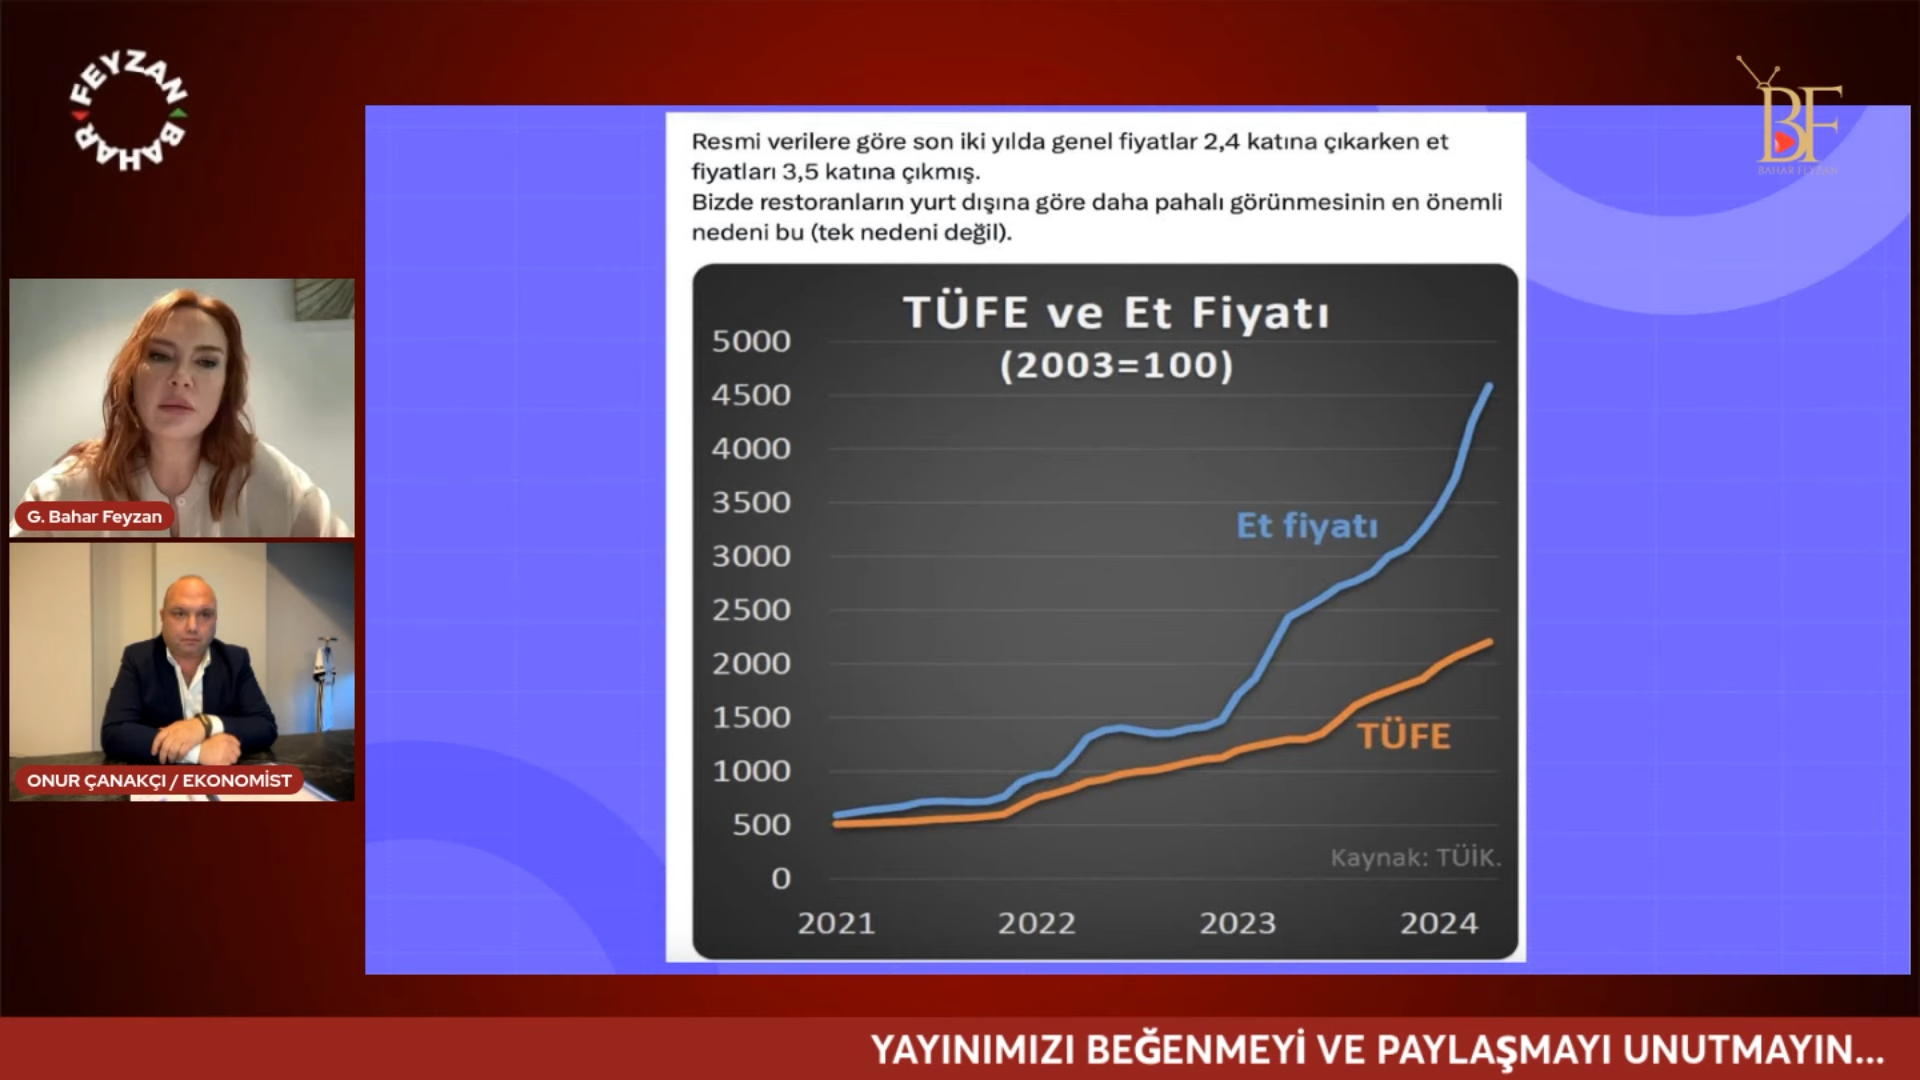 FEYZAN
BAHAR
BF
BAHAR FEYZAN
Resmi verilere göre son iki yılda genel fiyatlar 2,4 katına çıkarken et
fiyatları 3,5 katına çıkmış.
Bizde restoranların yurt dışına göre daha pahalı görünmesinin en önemli
nedeni bu (tek nedeni değil).
TÜFE ve Et Fiyatı
(2003=100)
5000
4500
4000
3500
3000
2500
2000
1500
1000
500
0
Et fiyatı
TÜFE
Kaynak: TÜİK.
2021 2022 2023 2024
G. Bahar Feyzan
ONUR ÇANAKÇI / EKONOMİST
YAYINIMIZI BEĞENMEYİ VE PAYLAŞMAYI UNUTMAYIN...